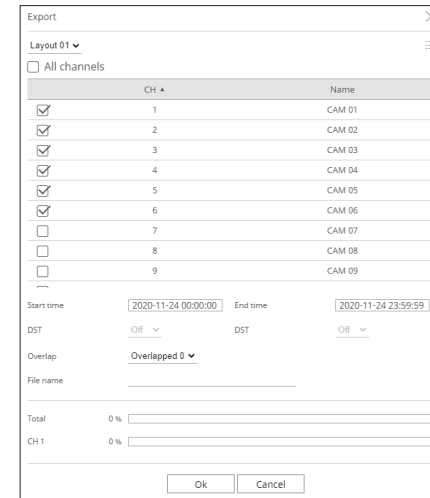 Export
Layout 01
All channels
CH Name
1 CAM 01
2 CAM 02
3 CAM 03
4 CAM 04
5 CAM 05
6 CAM 06
7 CAM 07
8 CAM 08
9 CAM 09
Start time 2020-11-24 00:00:00 End time 2020-11-24 23:59:59
DST Off DST Off
Overlap Overlapped 0
File name
Total 0 %
CH 1 0 %
Ok Cancel